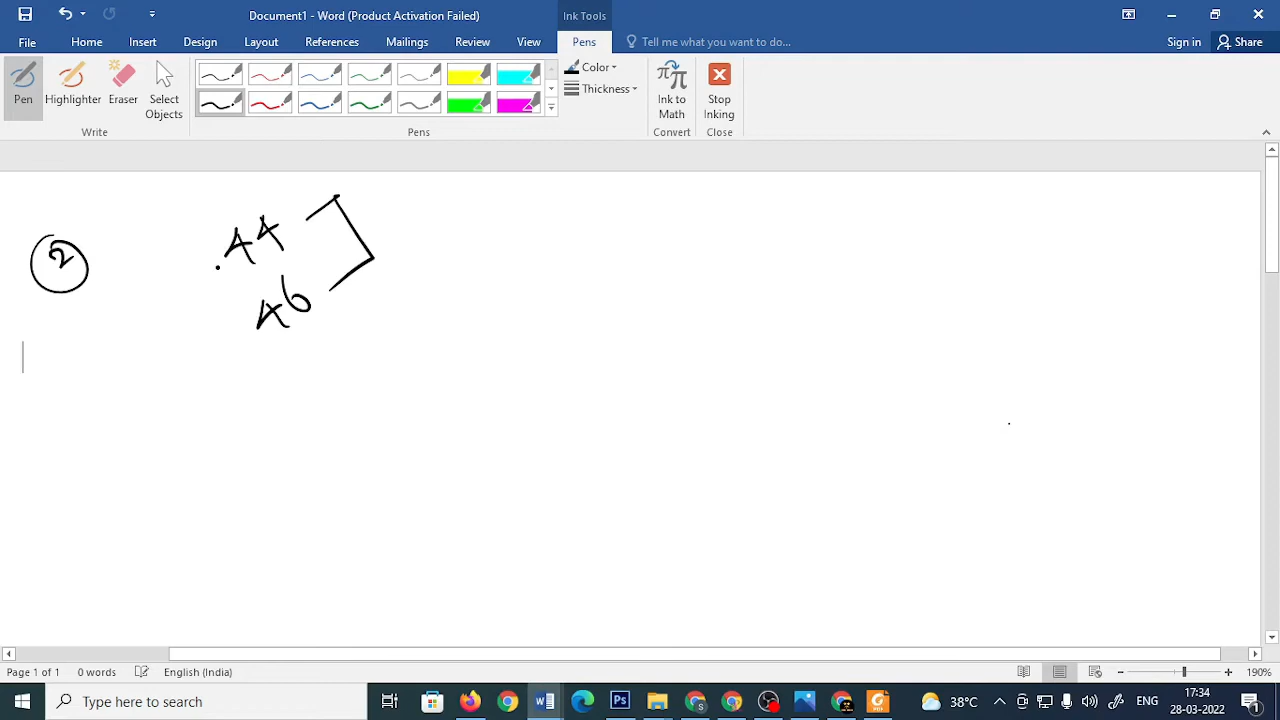 Document1 - Word (Product Activation Failed)
Ink Tools
File
Home
Insert
Design
Layout
References
Mailings
Review
View
Pens
Tell me what you want to do...
Sign in
Share
Pen
Highlighter
Eraser
Select Objects
Color
Thickness
Ink to Math
Stop Inking
Write
Pens
Convert
Close
2
.44
46
Page 1 of 1
0 words
English (India)
190%
Type here to search
38°C
ENG
17:34
28-03-2022
1